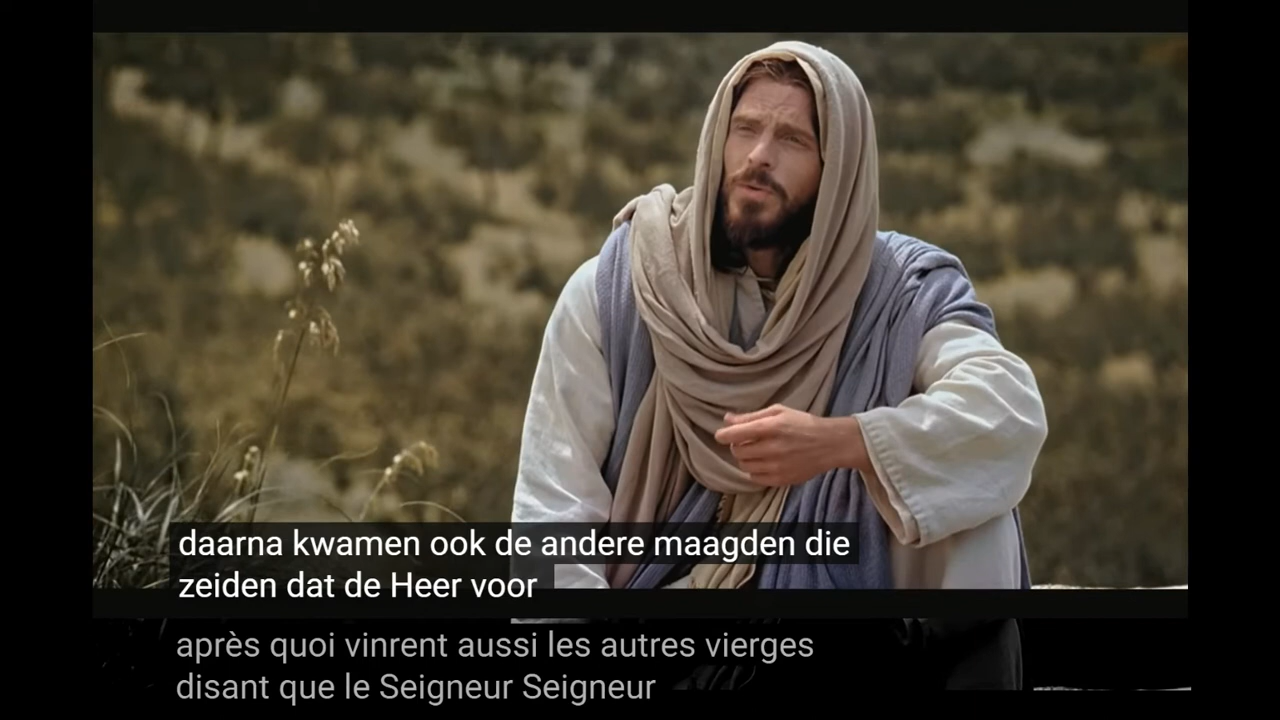 daarna kwamen ook de andere maagden die
zeiden dat de Heer voor
après quoi vinrent aussi les autres vierges
disant que le Seigneur Seigneur